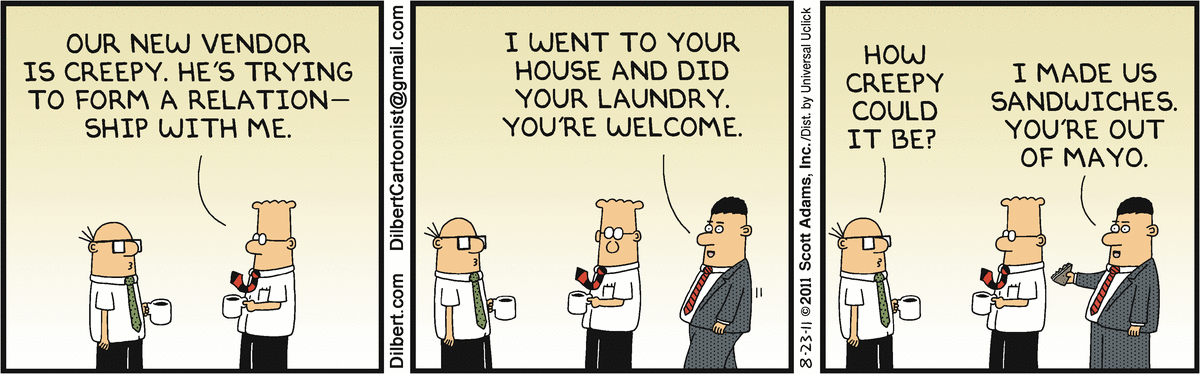 OUR NEW VENDOR
IS CREEPY. HE'S TRYING
TO FORM A RELATION—
SHIP WITH ME.
Dilbert.com DilbertCartoonist@gmail.com
I WENT TO YOUR
HOUSE AND DID
YOUR LAUNDRY.
YOU'RE WELCOME.
8-23-11 ©2011 Scott Adams, Inc./Dist. by Universal Uclick
HOW
CREEPY
COULD
IT BE?
I MADE US
SANDWICHES.
YOU'RE OUT
OF MAYO.